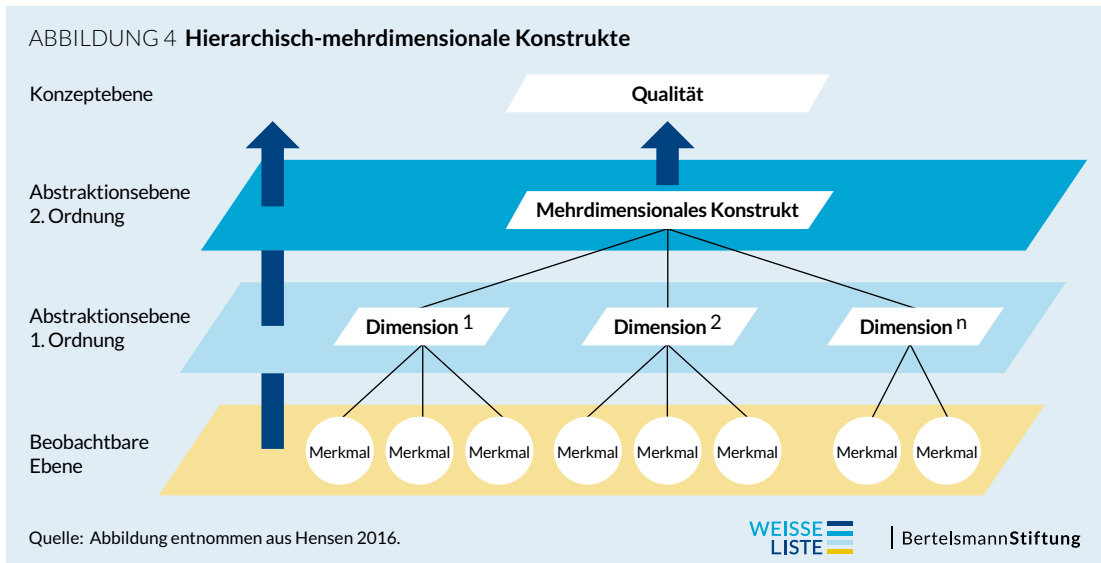 ABBILDUNG 4 Hierarchisch-mehrdimensionale Konstrukte
Konzeptebene
Qualität
Abstraktionsebene
2. Ordnung
Mehrdimensionales Konstrukt
Abstraktionsebene
1. Ordnung
Dimension 1
Dimension 2
Dimension n
Beobachtbare
Ebene
Merkmal Merkmal Merkmal Merkmal Merkmal Merkmal Merkmal Merkmal
Quelle: Abbildung entnommen aus Hensen 2016.
WEISSE
LISTE
BertelsmannStiftung